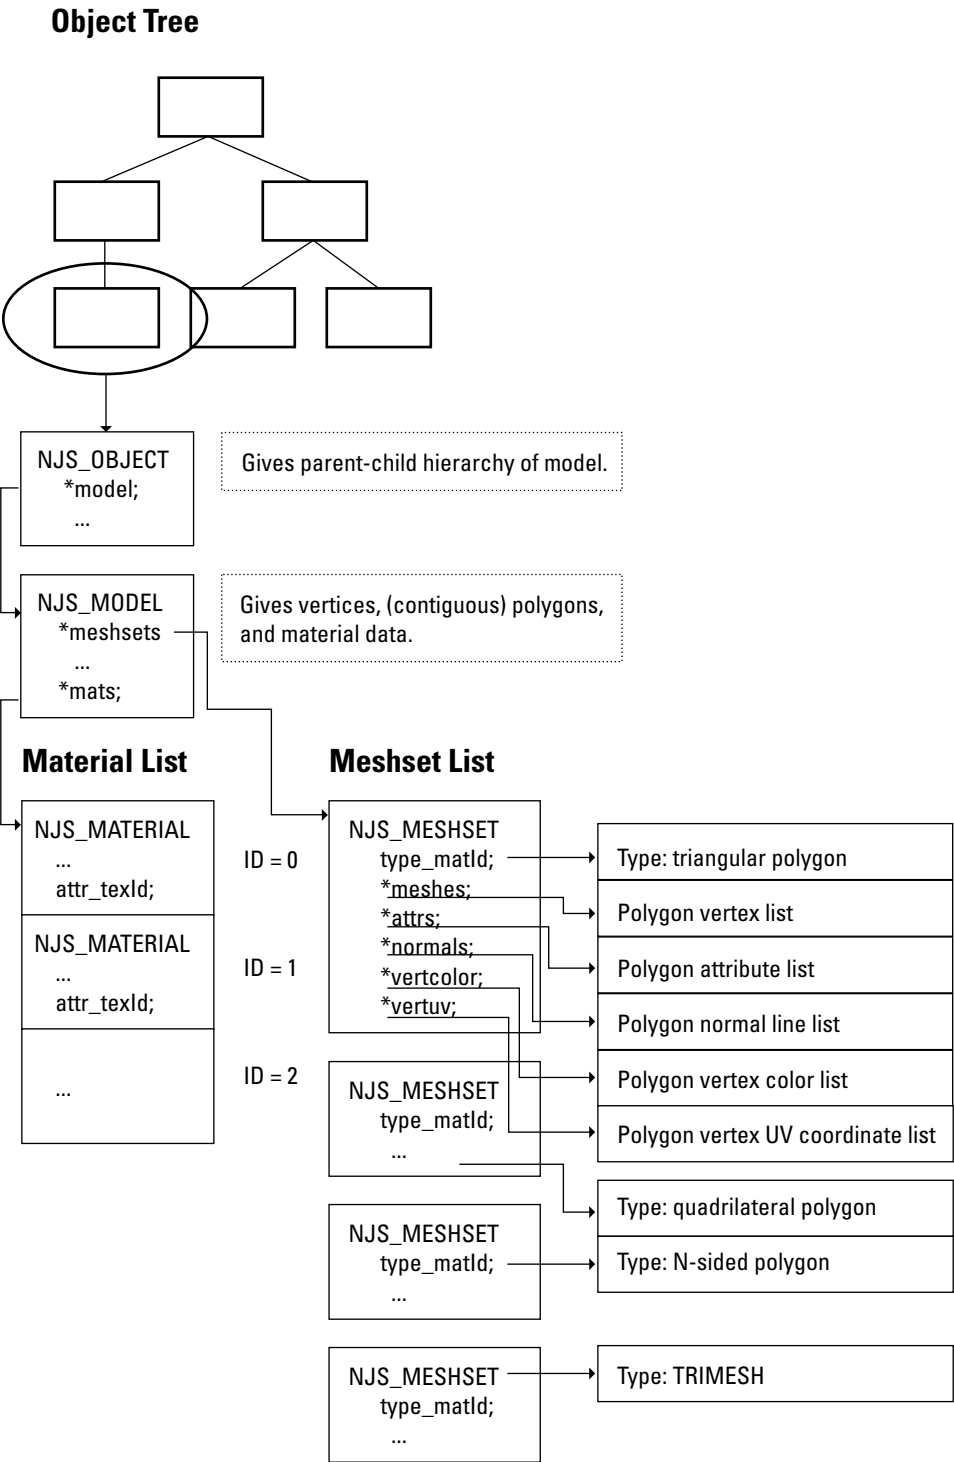 Object Tree
NJS_OBJECT
*model;
...
Gives parent-child hierarchy of model.
NJS_MODEL
*meshsets
...
*mats;
Gives vertices, (contiguous) polygons,
and material data.
Material List
NJS_MATERIAL
...
attr_texId;
NJS_MATERIAL
...
attr_texId;
...
ID = 0
ID = 1
ID = 2
Meshset List
NJS_MESHSET
type_matId;
*meshes;
*attrs;
*normals;
*vertcolor;
*vertuv;
NJS_MESHSET
type_matId;
...
NJS_MESHSET
type_matId;
...
NJS_MESHSET
type_matId;
...
Type: triangular polygon
Polygon vertex list
Polygon attribute list
Polygon normal line list
Polygon vertex color list
Polygon vertex UV coordinate list
Type: quadrilateral polygon
Type: N-sided polygon
Type: TRIMESH